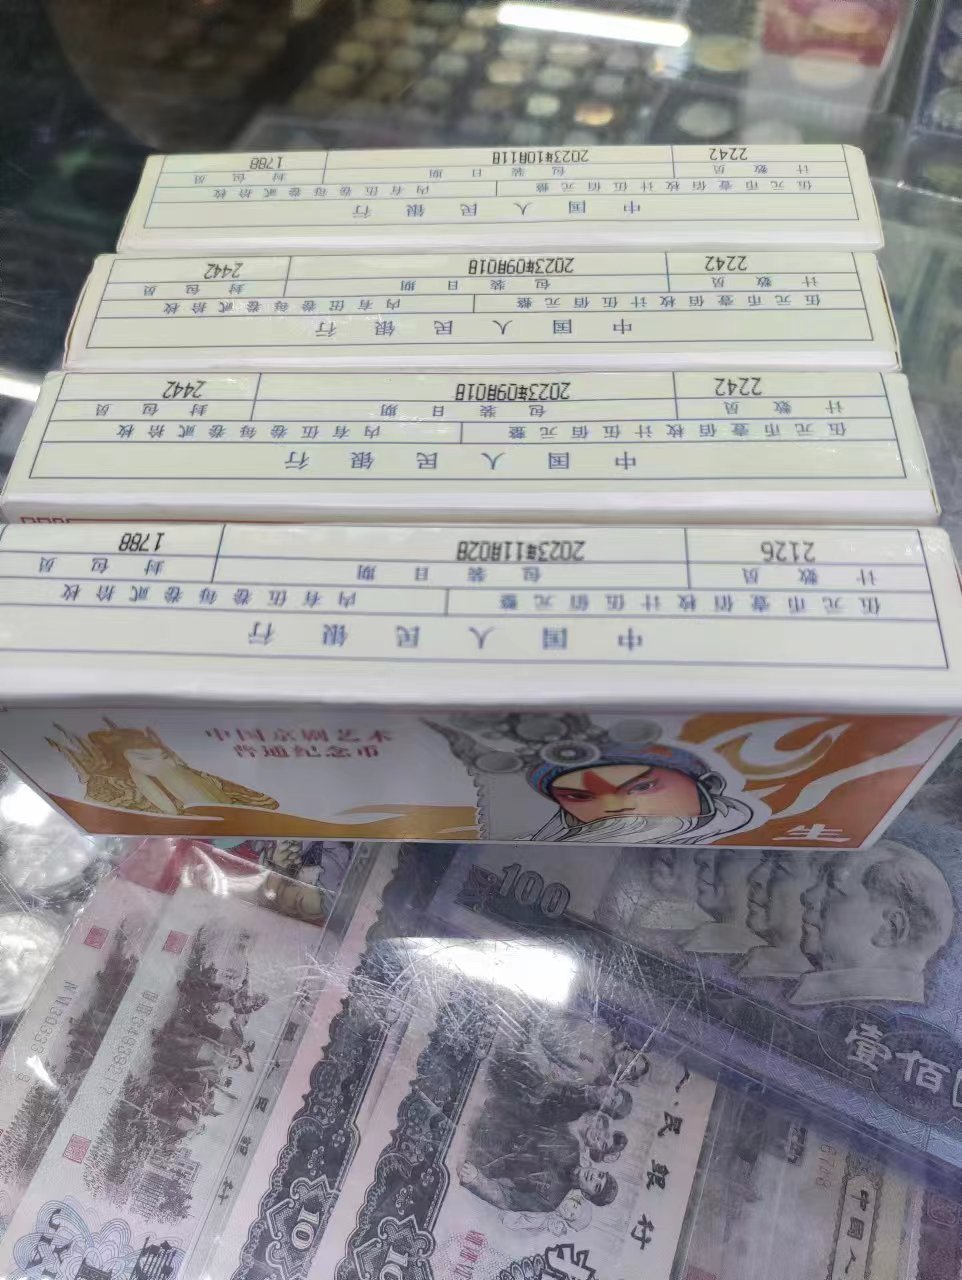 中国人民银行
伍元币壹佰枚计伍佰元整 内有伍卷每卷贰拾枚
计数员 包装日期 封包员
2242 2023年10月11日 1788
中国人民银行
伍元币壹佰枚计伍佰元整 内有伍卷每卷贰拾枚
计数员 包装日期 封包员
2242 2023年09月01日 2442
中国人民银行
伍元币壹佰枚计伍佰元整 内有伍卷每卷贰拾枚
计数员 包装日期 封包员
2242 2023年09月01日 2442
中国人民银行
伍元币壹佰枚计伍佰元整 内有伍卷每卷贰拾枚
计数员 包装日期 封包员
2126 2023年11月02日 1788
中国京剧艺术
普通纪念币
生
100
壹佰
人民银行
10
10
中国人